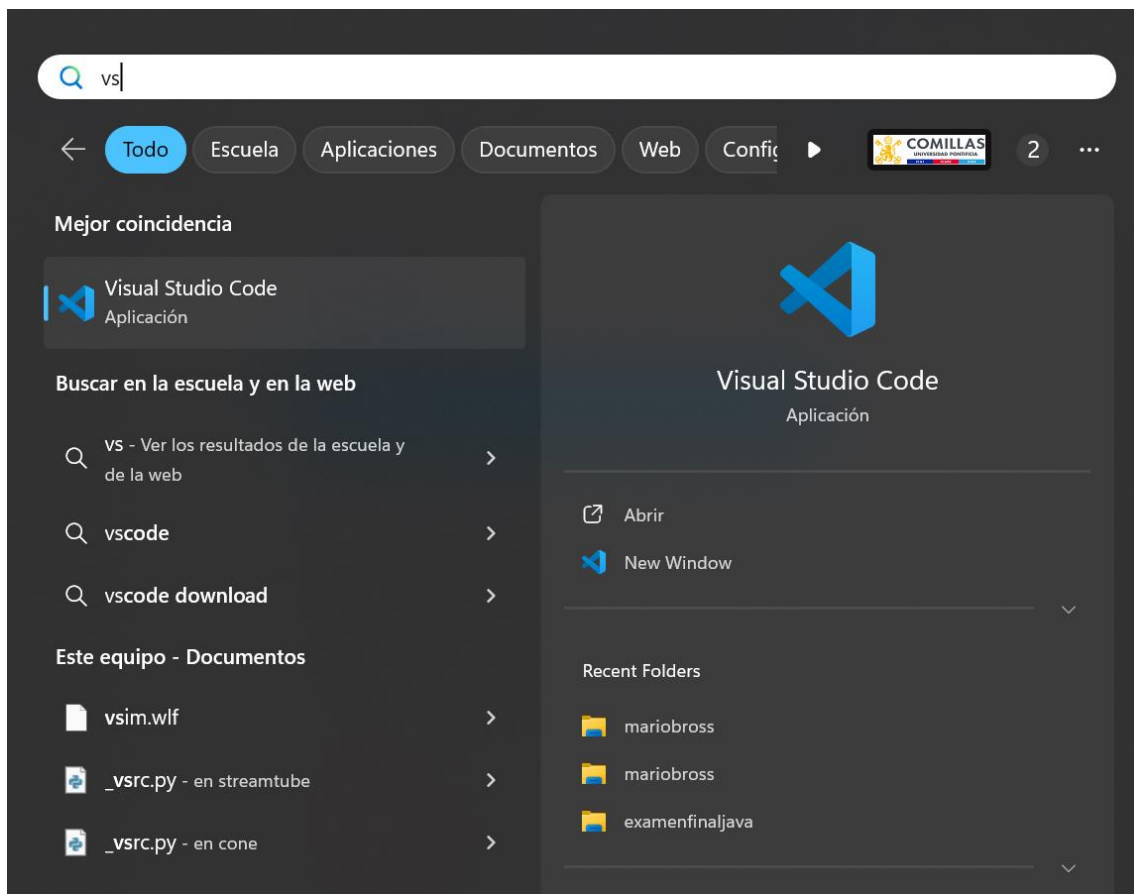 vs
Todo
Escuela
Aplicaciones
Documentos
Web
Config
COMILLAS
UNIVERSIDAD PONTIFICIA
2
Mejor coincidencia
Visual Studio Code
Aplicación
Buscar en la escuela y en la web
vs - Ver los resultados de la escuela y
de la web
vscode
vscode download
Este equipo - Documentos
vsim.wlf
_vsrc.py - en streamtube
_vsrc.py - en cone
Visual Studio Code
Aplicación
Abrir
New Window
Recent Folders
mariobross
mariobross
examenfinaljava